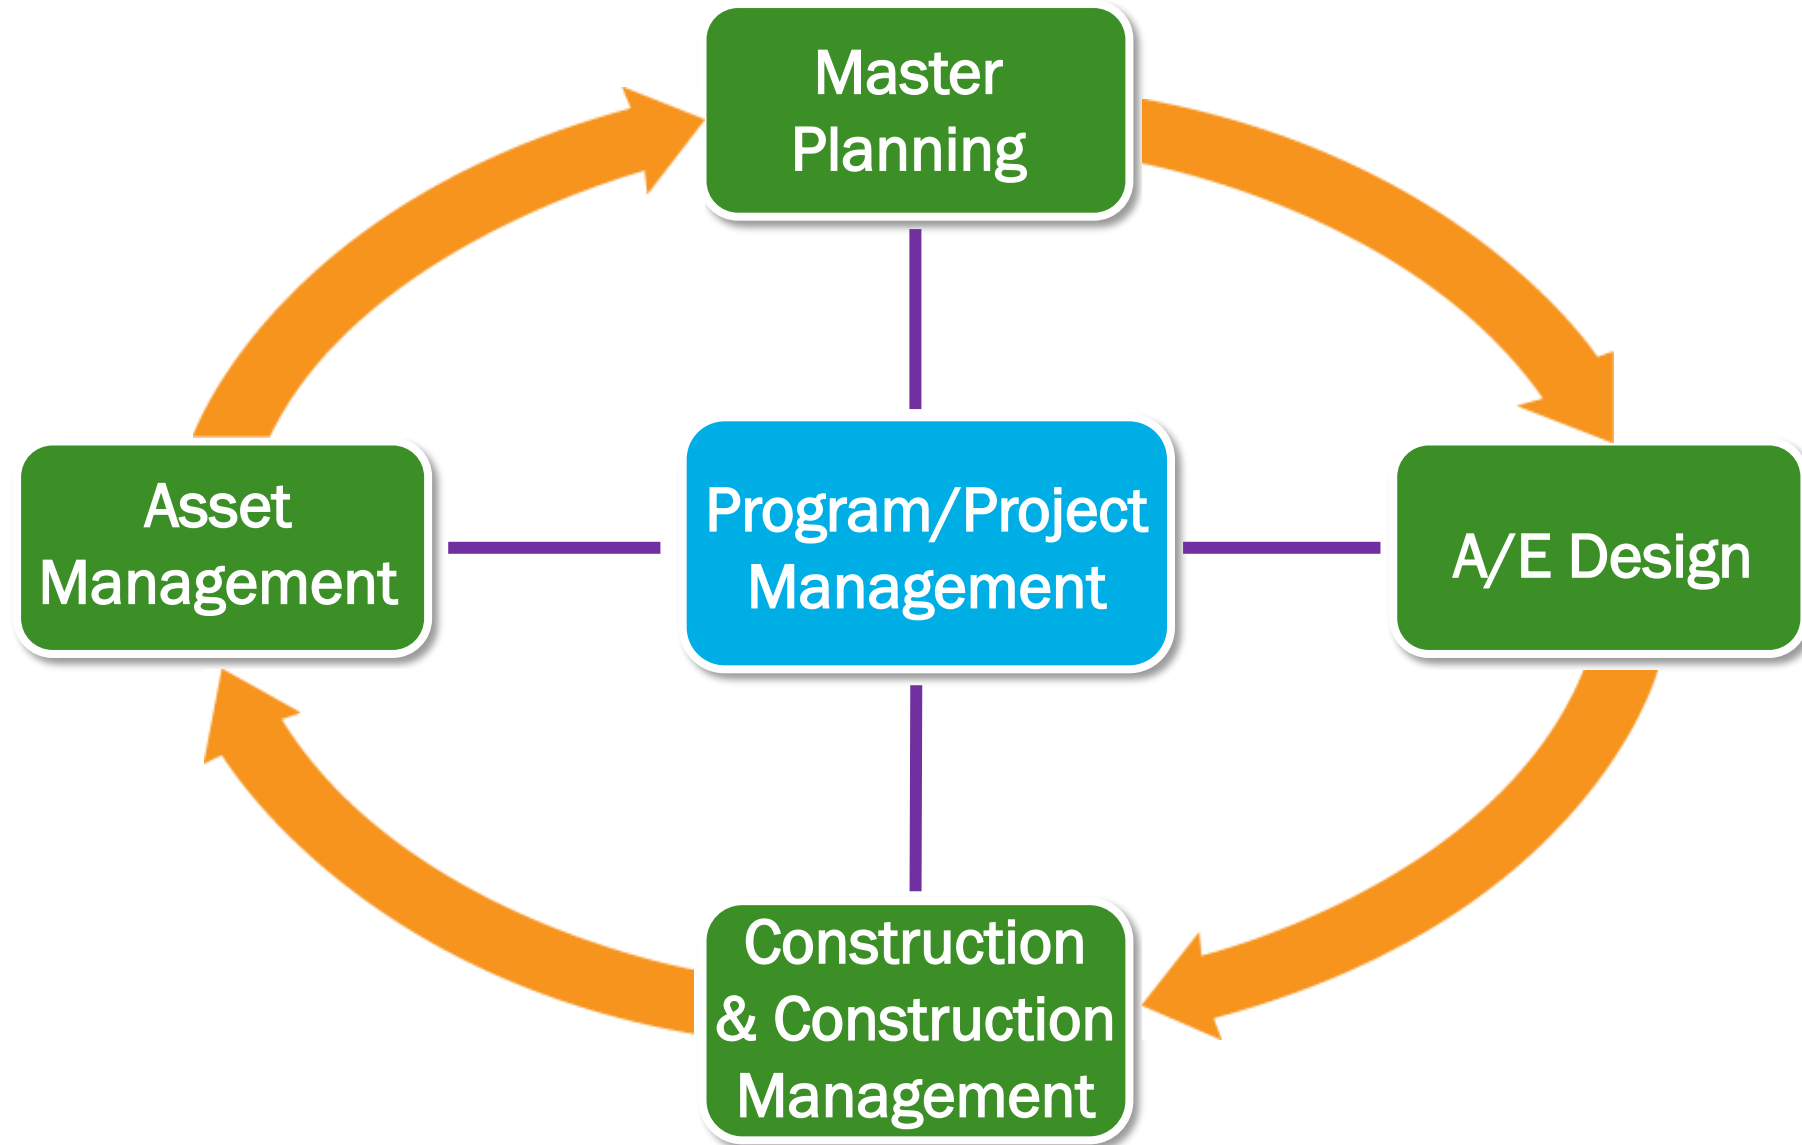 Master
Planning
Asset
Management
Program/Project
Management
A/E Design
Construction
& Construction
Management